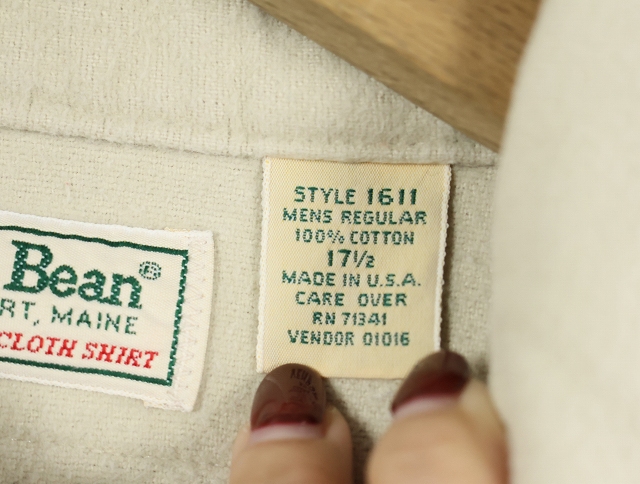 Bean®
RT, MAINE
CLOTH SHIRT
STYLE 1611
MENS REGULAR
100% COTTON
17½
MADE IN U.S.A.
CARE OVER
RN 71341
VENDOR 01016